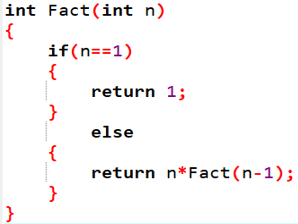 int Fact(int n)
{
    if(n==1)
    {
        return 1;
    }
        else
    {
        return n*Fact(n-1);
    }
}